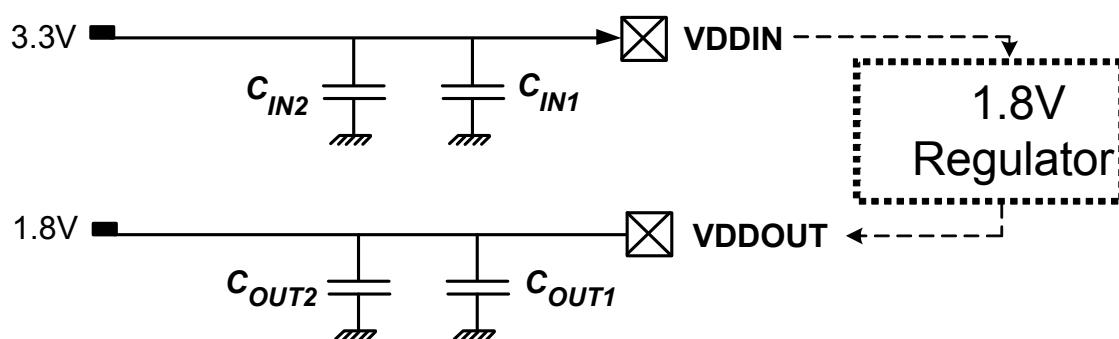 3.3V
VDDIN
C_IN2
C_IN1
1.8V
Regulator
1.8V
VDDOUT
C_OUT2
C_OUT1